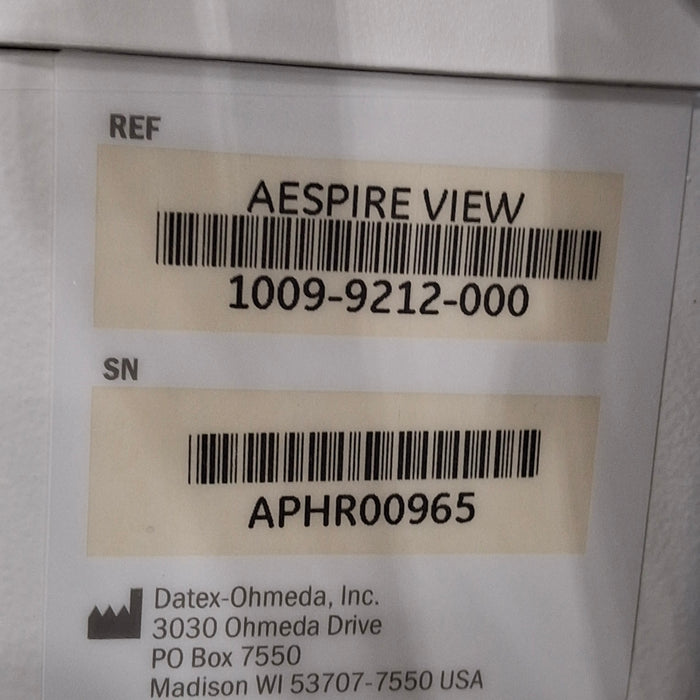 REF
AESPIRE VIEW
1009-9212-000
SN
APHR00965
Datex-Ohmeda, Inc.
3030 Ohmeda Drive
PO Box 7550
Madison WI 53707-7550 USA